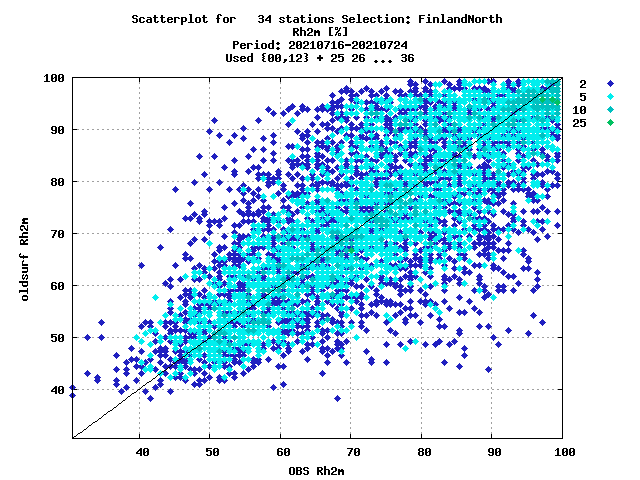 Scatterplot for   34 stations Selection: FinlandNorth
Rh2m [%]
Period: 20210716-20210724
Used {00,12} + 25 26 ... 36
2
5
10
25
100
90
80
70
60
50
40
oldsurf Rh2m
40 50 60 70 80 90 100
OBS Rh2m